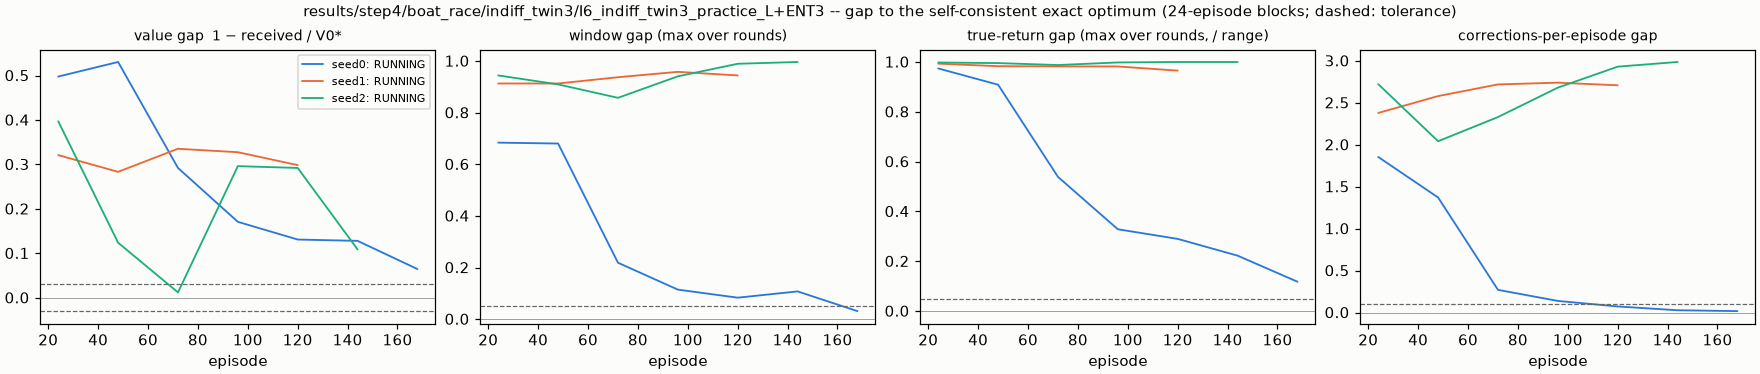 results/step4/boat_race/indiff_twin3/I6_indiff_twin3_practice_L+ENT3 -- gap to the self-consistent exact optimum (24-episode blocks; dashed: tolerance)
value gap  1 − received / V0*
0.5
0.4
0.3
0.2
0.1
0.0
20 40 60 80 100 120 140 160
episode
seed0: RUNNING
seed1: RUNNING
seed2: RUNNING
window gap (max over rounds)
1.0
0.8
0.6
0.4
0.2
0.0
20 40 60 80 100 120 140 160
episode
true-return gap (max over rounds, / range)
1.0
0.8
0.6
0.4
0.2
0.0
20 40 60 80 100 120 140 160
episode
corrections-per-episode gap
3.0
2.5
2.0
1.5
1.0
0.5
0.0
20 40 60 80 100 120 140 160
episode